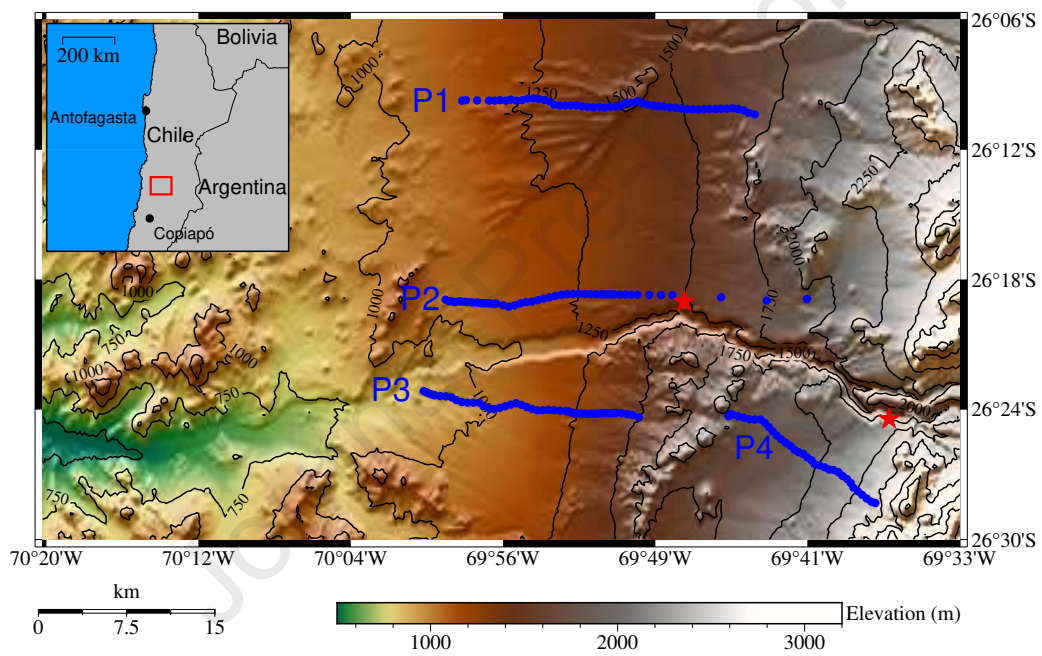 Bolivia
200 km
Antofagasta
Chile
Argentina
Copiapó
26°06'S
26°12'S
26°18'S
26°24'S
26°30'S
1000
1500
1250
1500
P1
2250
2000
1000
1750
P2
1000
750
1250
1000
1000
750
1750
1500
2000
P3
P4
750
750
70°20'W
70°12'W
70°04'W
69°56'W
69°49'W
69°41'W
69°33'W
km
0
7.5
15
Elevation (m)
1000
2000
3000